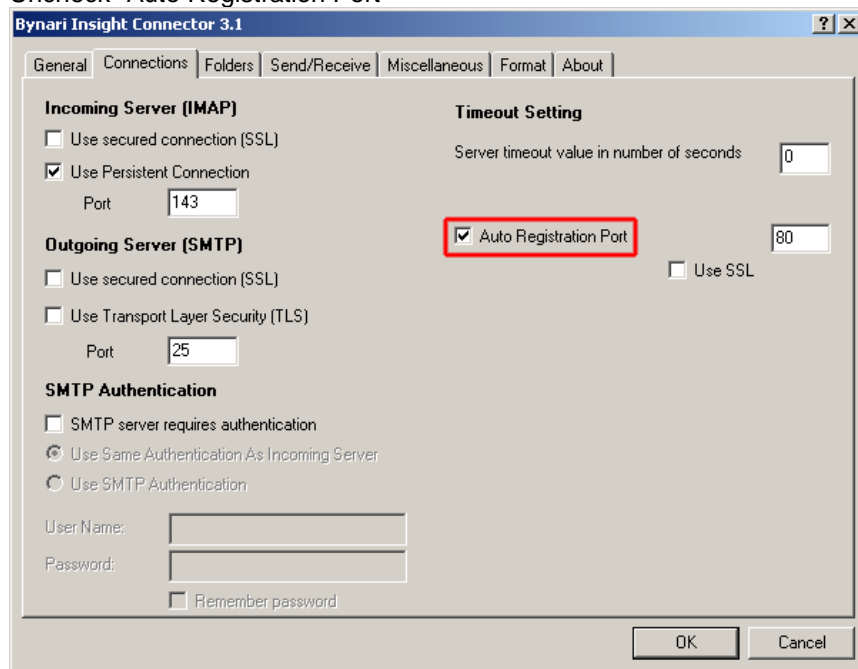 Uncheck "Auto Registration Port"
Bynari Insight Connector 3.1
General Connections Folders Send/Receive Miscellaneous Format About
Incoming Server (IMAP)
Use secured connection (SSL)
Use Persistent Connection
Port 143
Outgoing Server (SMTP)
Use secured connection (SSL)
Use Transport Layer Security (TLS)
Port 25
SMTP Authentication
SMTP server requires authentication
Use Same Authentication As Incoming Server
Use SMTP Authentication
User Name:
Password:
Remember password
Timeout Setting
Server timeout value in number of seconds 0
Auto Registration Port 80
Use SSL
OK Cancel